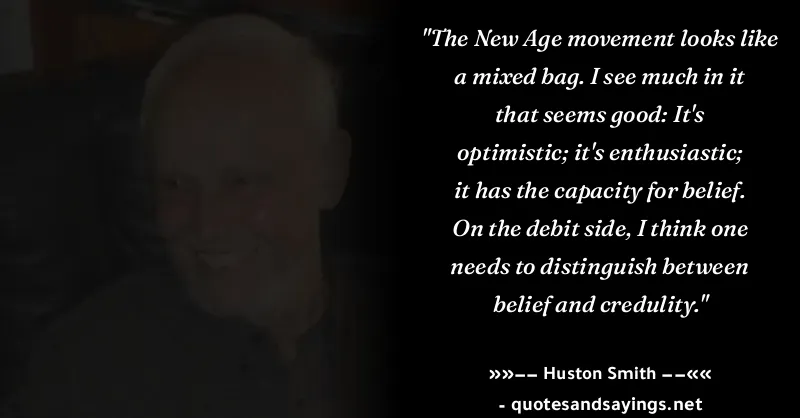 "The New Age movement looks like
a mixed bag. I see much in it
that seems good: It's
optimistic; it's enthusiastic;
it has the capacity for belief.
On the debit side, I think one
needs to distinguish between
belief and credulity."
»»–– Huston Smith ––««
- quotesandsayings.net